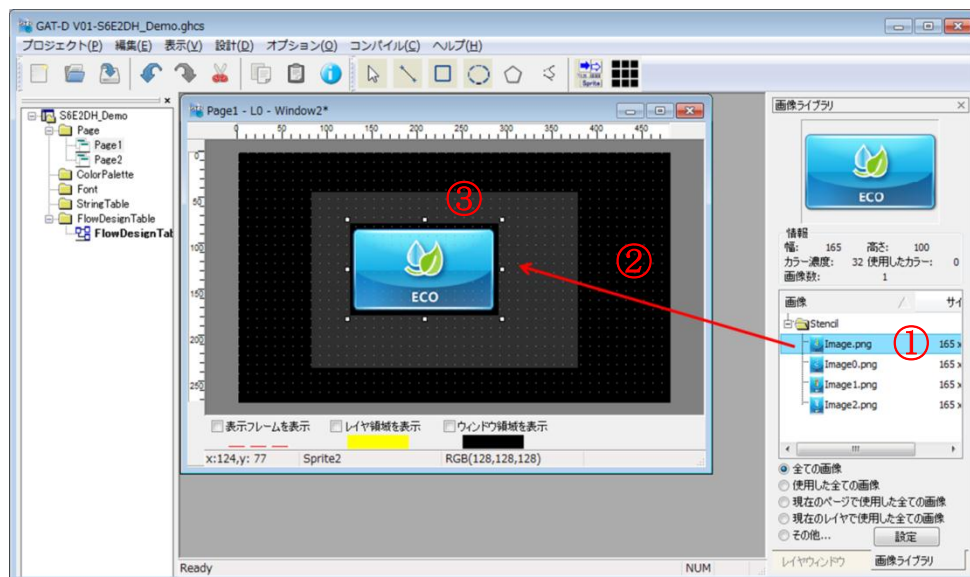 GAT-D V01-S6E2DH_Demo.ghcs
プロジェクト(P) 編集(E) 表示(V) 設計(D) オプション(O) コンパイル(C) ヘルプ(H)
S6E2DH_Demo
Page
Page1
Page2
ColorPalette
Font
StringTable
FlowDesignTable
FlowDesignTal
Page1 - L0 - Window2*
0 50 100 150 200 250 300 350 400 450
0
50
100
150
200
250
③
②
ECO
表示フレームを表示 レイヤ領域を表示 ウィンドウ領域を表示
x:124,y: 77 Sprite2 RGB(128,128,128)
画像ライブラリ
ECO
情報
幅: 165 高さ: 100
カラー濃度: 32 使用したカラー: 0
画像数: 1
画像 サイ
Stencil
①
Image.png 165 x
Image0.png 165 x
Image1.png 165 x
Image2.png 165 x
全ての画像
使用した全ての画像
現在のページで使用した全ての画像
現在のレイヤで使用した全ての画像
その他... 設定
レイヤウィンドウ 画像ライブラリ
Ready NUM